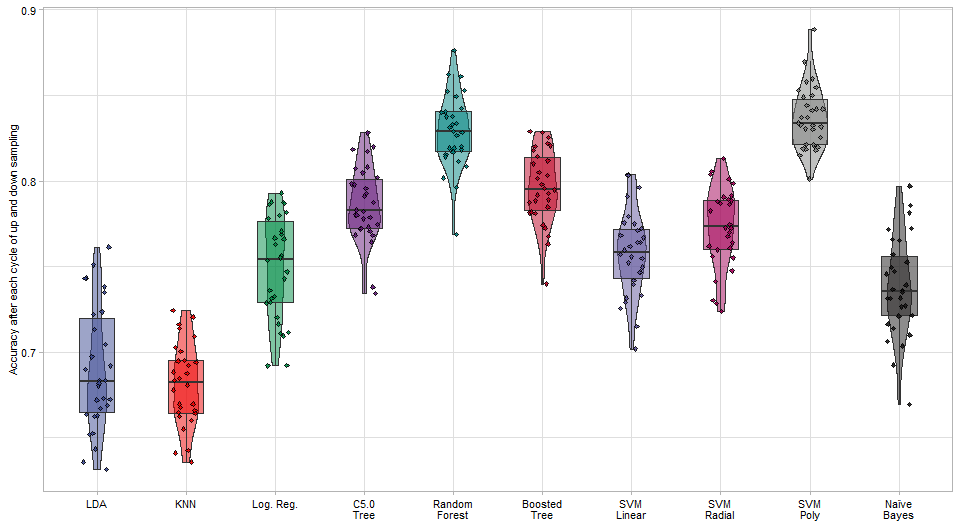 Accuracy after each cycle of up and down sampling
0.9
0.8
0.7
LDA
KNN
Log. Reg.
C5.0
Tree
Random
Forest
Boosted
Tree
SVM
Linear
SVM
Radial
SVM
Poly
Naïve
Bayes